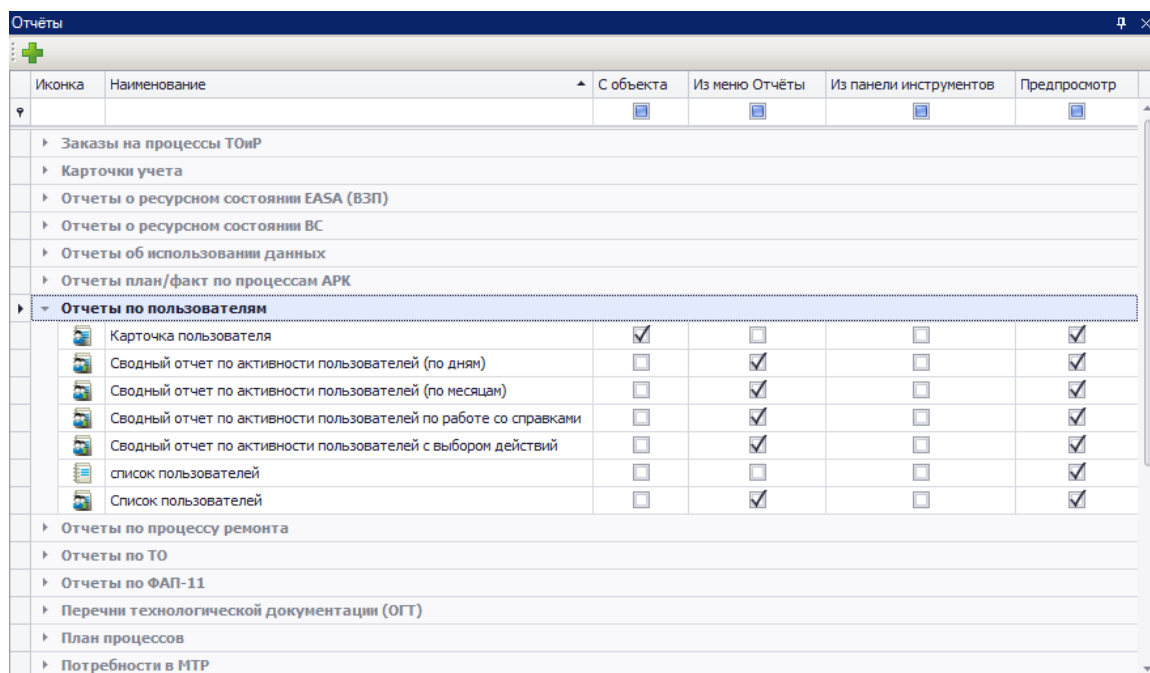 Отчёты
Иконка Наименование С объекта Из меню Отчёты Из панели инструментов Предпросмотр
Заказы на процессы ТОиР
Карточки учета
Отчеты о ресурсном состоянии EASA (ВЗП)
Отчеты о ресурсном состоянии ВС
Отчеты об использовании данных
Отчеты план/факт по процессам АРК
Отчеты по пользователям
Карточка пользователя
Сводный отчет по активности пользователей (по дням)
Сводный отчет по активности пользователей (по месяцам)
Сводный отчет по активности пользователей по работе со справками
Сводный отчет по активности пользователей с выбором действий
список пользователей
Список пользователей
Отчеты по процессу ремонта
Отчеты по ТО
Отчеты по ФАП-11
Перечни технологической документации (ОГТ)
План процессов
Потребности в МТР